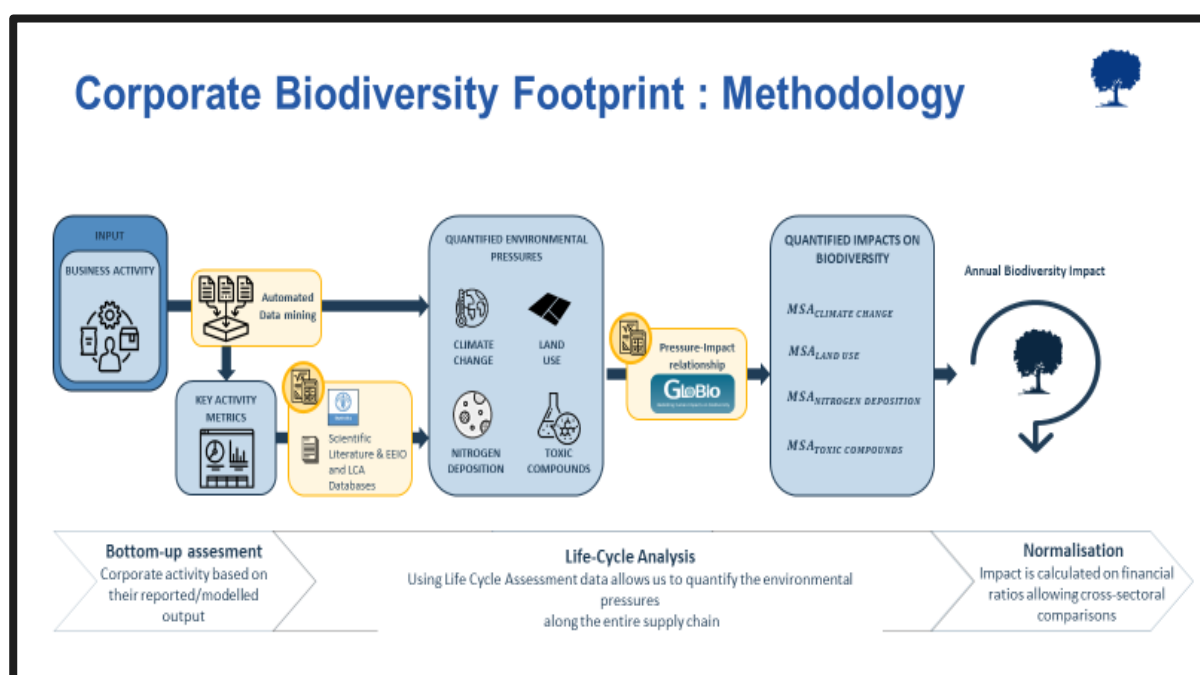 Corporate Biodiversity Footprint : Methodology
INPUT
BUSINESS ACTIVITY
Automated
Data mining
KEY ACTIVITY
METRICS
Scientific
Literature & EEIO
and LCA
Databases
QUANTIFIED ENVIRONMENTAL
PRESSURES
CLIMATE
CHANGE
LAND
USE
NITROGEN
DEPOSITION
TOXIC
COMPOUNDS
Pressure-Impact
relationship
GLOBIO
QUANTIFIED IMPACTS ON
BIODIVERSITY
MSA CLIMATE CHANGE
MSA LAND USE
MSA NITROGEN DEPOSITION
MSA TOXIC COMPOUNDS
Annual Biodiversity Impact
Bottom-up assesment
Corporate activity based on
their reported/modelled
output
Life-Cycle Analysis
Using Life Cycle Assessment data allows us to quantify the environmental
pressures
along the entire supply chain
Normalisation
Impact is calculated on financial
ratios allowing cross-sectoral
comparisons